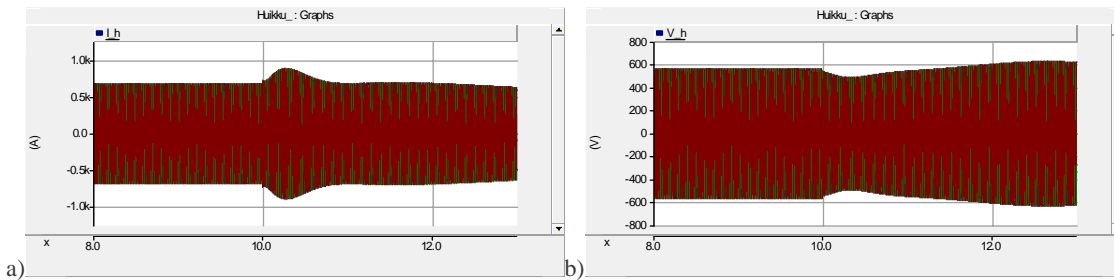 Huikku_ : Graphs
I_h
1.0k
0.5k
0.0
-0.5k
-1.0k
(A)
x 8.0 10.0 12.0
a)
Huikku_ : Graphs
V_h
800
600
400
200
0
-200
-400
-600
-800
(V)
x 8.0 10.0 12.0
b)